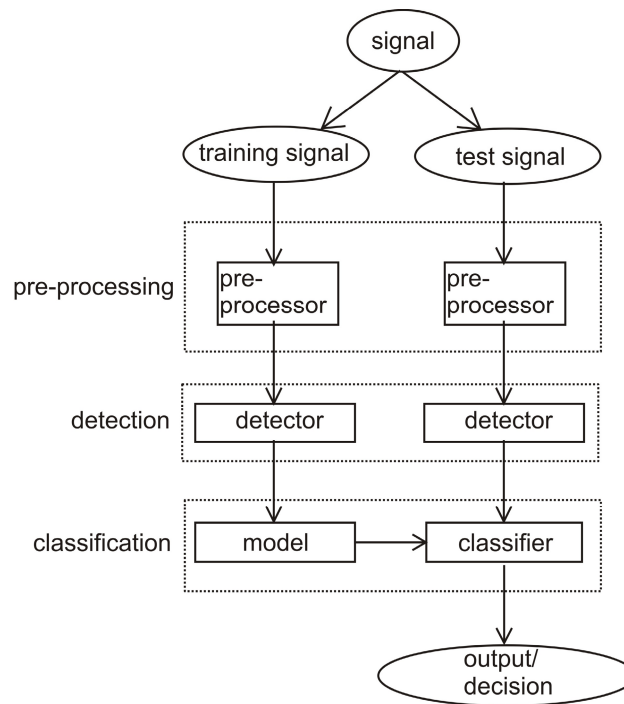 signal
training signal
test signal
pre-processing
pre-
processor
pre-
processor
detection
detector
detector
classification
model
classifier
output/
decision